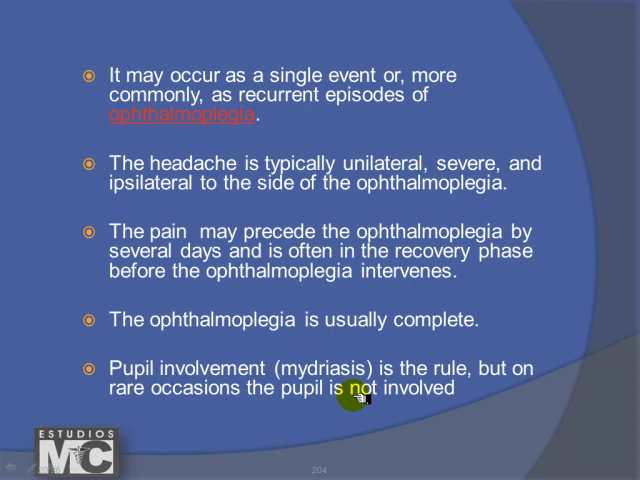 It may occur as a single event or, more
commonly, as recurrent episodes of
ophthalmoplegia.
The headache is typically unilateral, severe, and
ipsilateral to the side of the ophthalmoplegia.
The pain may precede the ophthalmoplegia by
several days and is often in the recovery phase
before the ophthalmoplegia intervenes.
The ophthalmoplegia is usually complete.
Pupil involvement (mydriasis) is the rule, but on
rare occasions the pupil is not involved
ESTUDIOS
MC
204